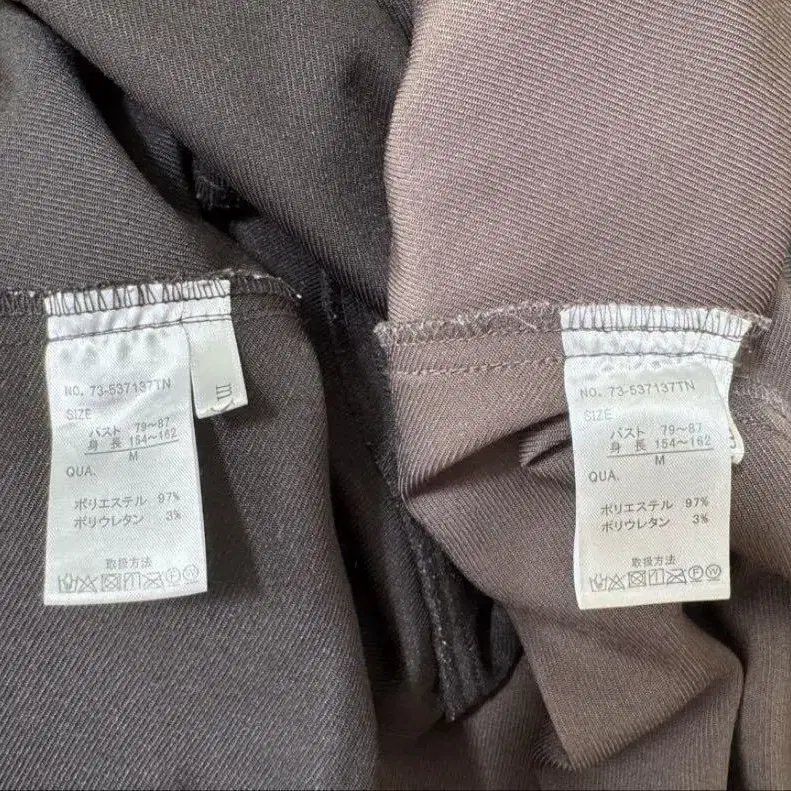 NO. 73-537137TN
SIZE
バスト 79～87
身 長 154～162
M
QUA.
ポリエステル 97%
ポリウレタン 3%
取扱方法
NO. 73-537137TN
SIZE
バスト 79～87
身 長 154～162
M
QUA.
ポリエステル 97%
ポリウレタン 3%
取扱方法